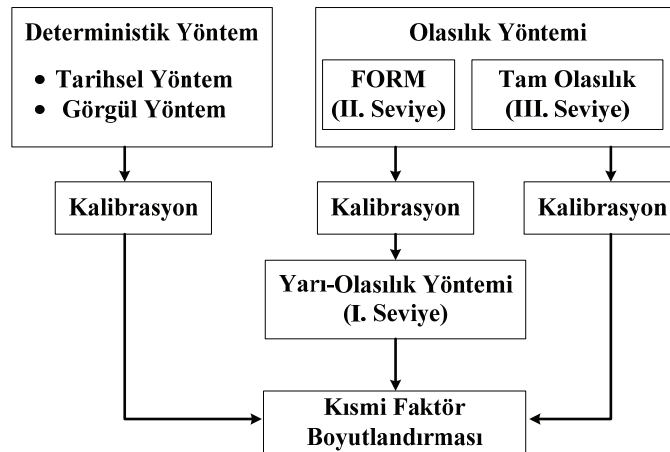 Deterministik Yöntem
• Tarihsel Yöntem
• Görgül Yöntem
Olasılık Yöntemi
FORM
(II. Seviye)
Tam Olasılık
(III. Seviye)
Kalibrasyon
Kalibrasyon
Kalibrasyon
Yarı-Olasılık Yöntemi
(I. Seviye)
Kısmi Faktör
Boyutlandırması